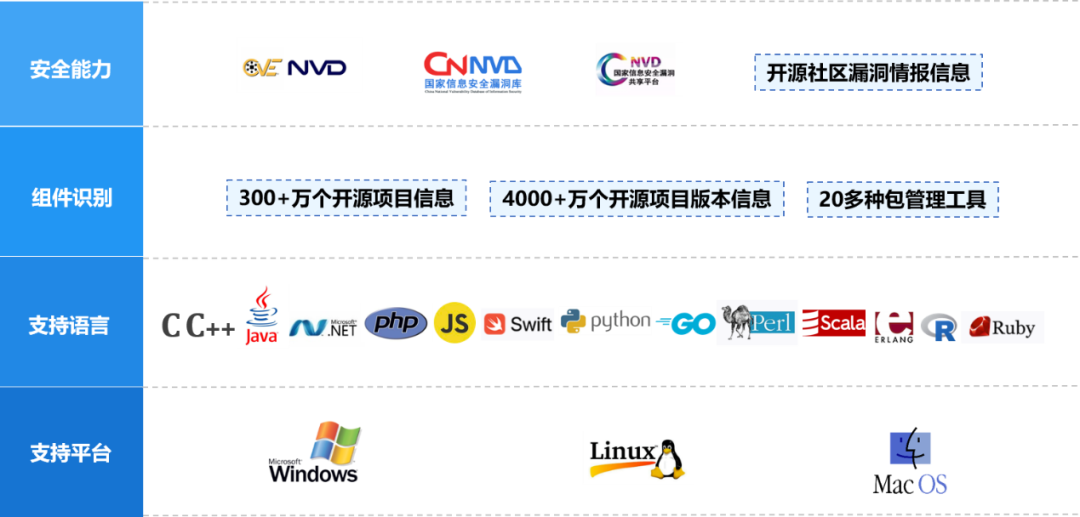 安全能力
CVE NVD
CNNVD
国家信息安全漏洞库
China National Vulnerability Database of Information Security
CNVD
国家信息安全漏洞
共享平台
开源社区漏洞情报信息
组件识别
300+万个开源项目信息
4000+万个开源项目版本信息
20多种包管理工具
支持语言
C C++
Java
Microsoft
.NET
php
JS
Swift
python
GO
Perl
Scala
e
ERLANG
R
Ruby
支持平台
Microsoft
Windows
Linux
Mac OS